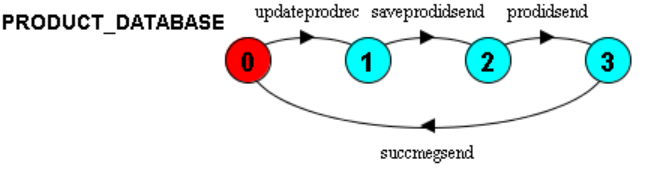 PRODUCT_DATABASE
updateprodrec saveprodidsend prodidsend
0 1 2 3
succmegsend